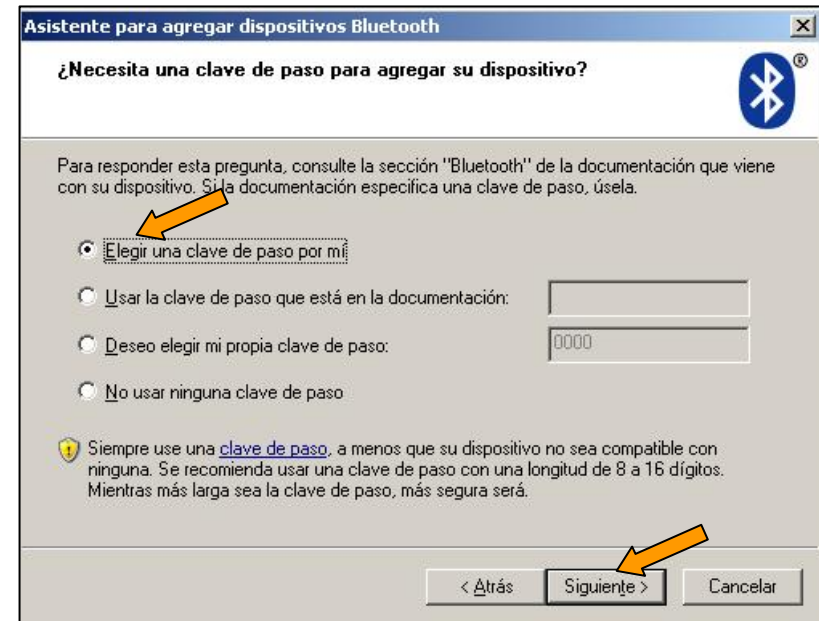 Asistente para agregar dispositivos Bluetooth
¿Necesita una clave de paso para agregar su dispositivo?
®
Para responder esta pregunta, consulte la sección "Bluetooth" de la documentación que viene
con su dispositivo. Si la documentación especifica una clave de paso, úsela.
Elegir una clave de paso por mí
Usar la clave de paso que está en la documentación:
Deseo elegir mi propia clave de paso: 0000
No usar ninguna clave de paso
Siempre use una clave de paso, a menos que su dispositivo no sea compatible con
ninguna. Se recomienda usar una clave de paso con una longitud de 8 a 16 dígitos.
Mientras más larga sea la clave de paso, más segura será.
< Atrás Siguiente > Cancelar